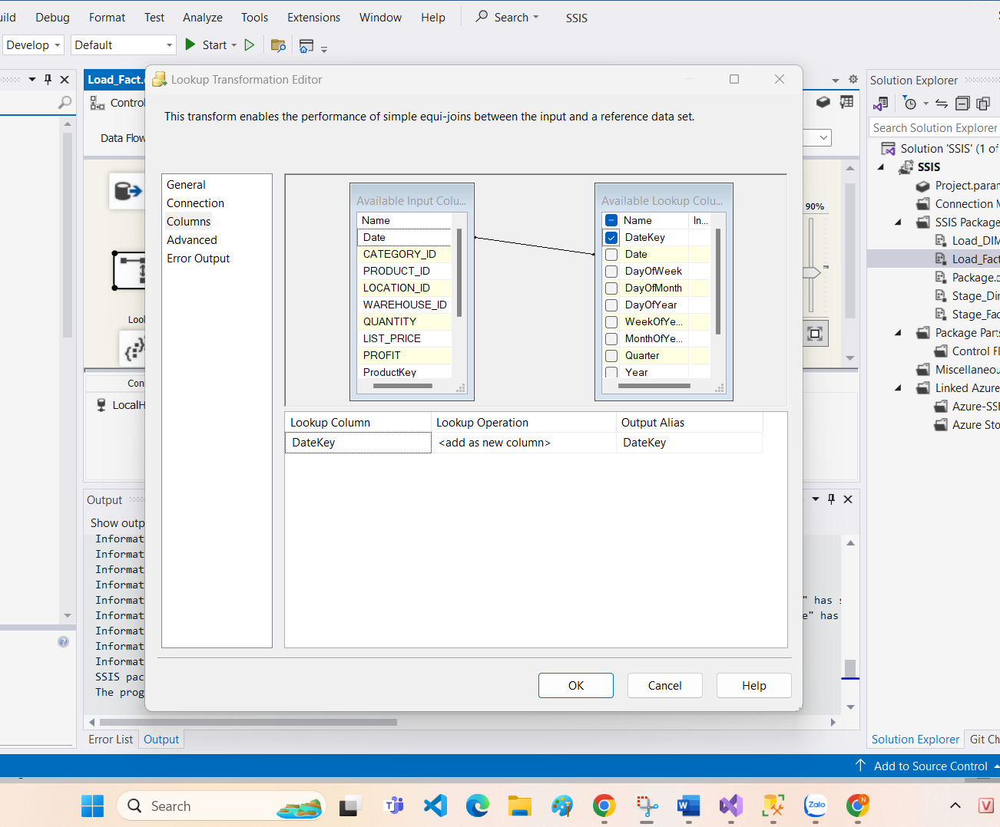 Debug
Format
Test
Analyze
Tools
Extensions
Window
Help
Search
SSIS
Develop
Default
Start
Load_Fact.
Lookup Transformation Editor
This transform enables the performance of simple equi-joins between the input and a reference data set.
General
Connection
Columns
Advanced
Error Output
Available Input Colu...
Name
Date
CATEGORY_ID
PRODUCT_ID
LOCATION_ID
WAREHOUSE_ID
QUANTITY
LIST_PRICE
PROFIT
ProductKey
Available Lookup Colu...
Name In...
DateKey
Date
DayOfWeek
DayOfMonth
DayOfYear
WeekOfYe...
MonthOfYe...
Quarter
Year
Lookup Column Lookup Operation Output Alias
DateKey <add as new column> DateKey
OK
Cancel
Help
Control
Data Flow
Look
Con
LocalH
90%
Output
Show outp
Informat
Informat
Informat
Informat
Informat
" has s
Informat
e" has
Informat
Informat
Informat
SSIS pac
The prog
Error List
Output
Solution Explorer
Search Solution Explorer
Solution 'SSIS' (1 of
SSIS
Project.param
Connection M
SSIS Package
Load_DIM
Load_Fact
Package.d
Stage_Dir
Stage_Fac
Package Parts
Control Fl
Miscellaneou
Linked Azure
Azure-SSI
Azure Sto
Solution Explorer
Git Ch
Add to Source Control
Search
Zalo
N